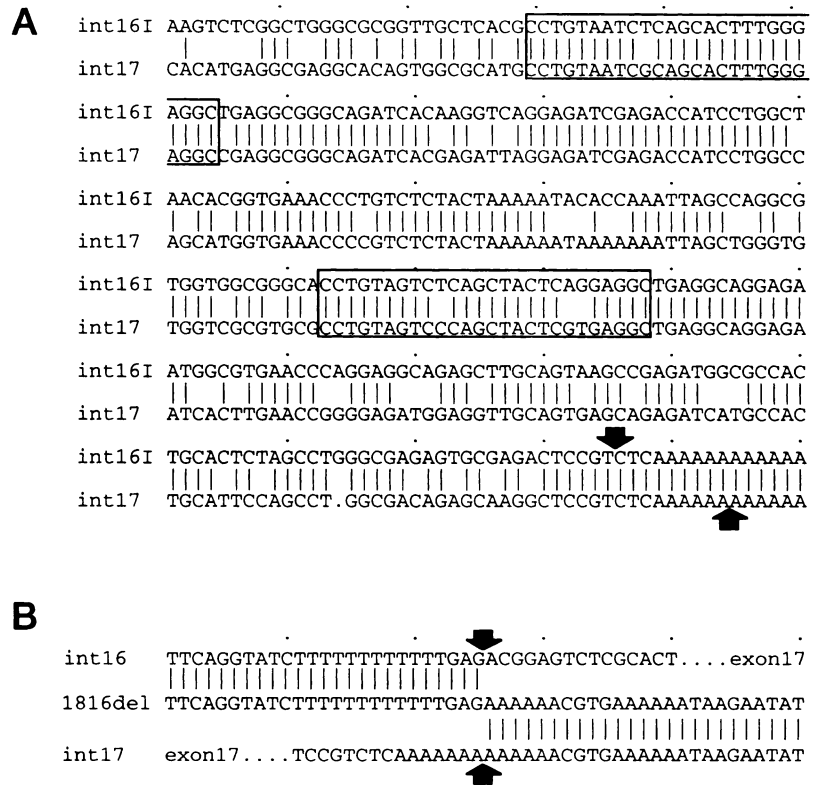 A
int16I AAGTCTCGGCTGGGCGCGGTTGCTCACGCCTGTAATCTCAGCACTTTGGG
int17 CACATGAGGCGAGGCACAGTGGCGCATGCCTGTAATCGCAGCACTTTGGG
int16I AGGCTGAGGCGGGCAGATCACAAGGTCAGGAGATCGAGACCATCCTGGCT
int17 AGGCCGAGGCGGGCAGATCACGAGATTAGGAGATCGAGACCATCCTGGCC
int16I AACACGGTGAAACCCTGTCTCTACTAAAAATACACCAAATTAGCCAGGCG
int17 AGCATGGTGAAACCCCGTCTCTACTAAAAAATAAAAAAATTAGCTGGGTG
int16I TGGTGGCGGGCACCTGTAGTCTCAGCTACTCAGGAGGCTGAGGCAGGAGA
int17 TGGTCGCGTGCGCCTGTAGTCCCAGCTACTCGTGAGGCTGAGGCAGGAGA
int16I ATGGCGTGAACCCAGGAGGCAGAGCTTGCAGTAAGCCGAGATGGCGCCAC
int17 ATCACTTGAACCGGGGAGATGGAGGTTGCAGTGAGCAGAGATCATGCCAC
int16I TGCACTCTAGCCTGGGCGAGAGTGCGAGACTCCGTCTCAAAAAAAAAAAA
int17 TGCATTCCAGCCT.GGCGACAGAGCAAGGCTCCGTCTCAAAAAAAAAAAA
B
int16 TTCAGGTATCTTTTTTTTTTTTGAGACGGAGTCTCGCACT....exon17
1816del TTCAGGTATCTTTTTTTTTTTTGAGAAAAAACGTGAAAAAATAAGAATAT
int17 exon17....TCCGTCTCAAAAAAAAAAAAACGTGAAAAAATAAGAATAT